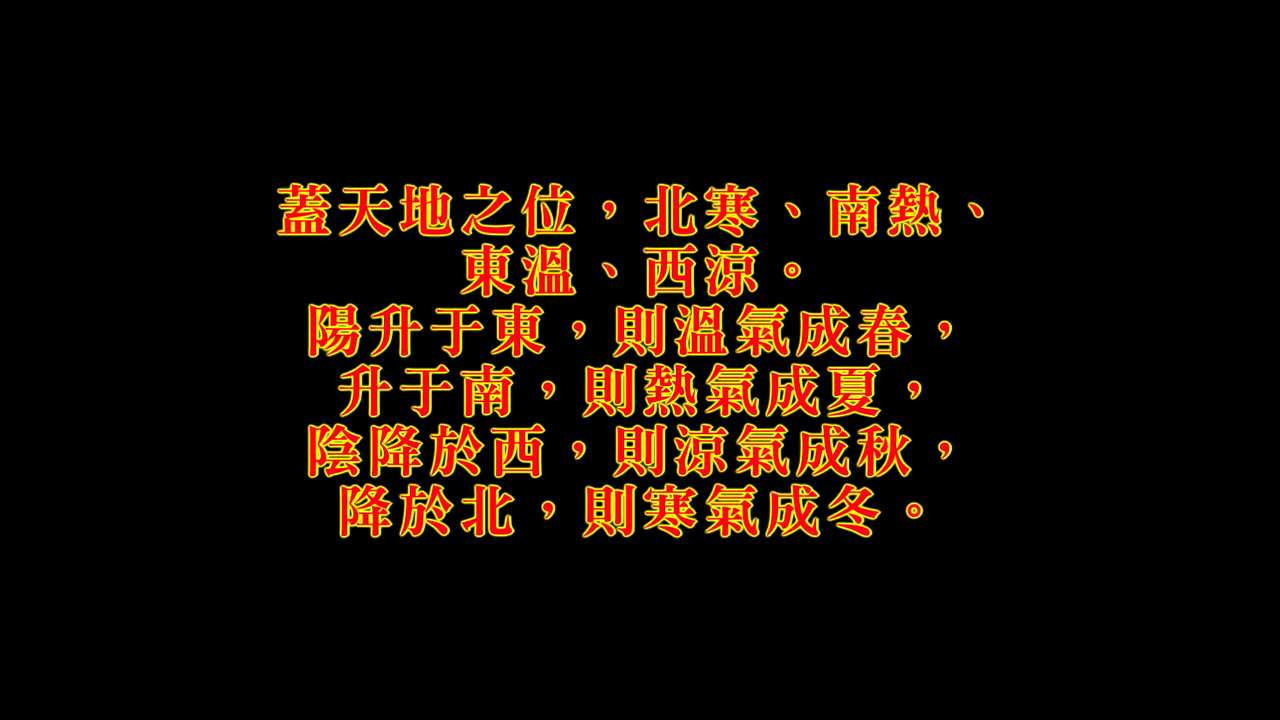 蓋天地之位，北寒、南熱、
東溫、西涼。
陽升于東，則溫氣成春，
升于南，則熱氣成夏，
陰降於西，則涼氣成秋，
降於北，則寒氣成冬。